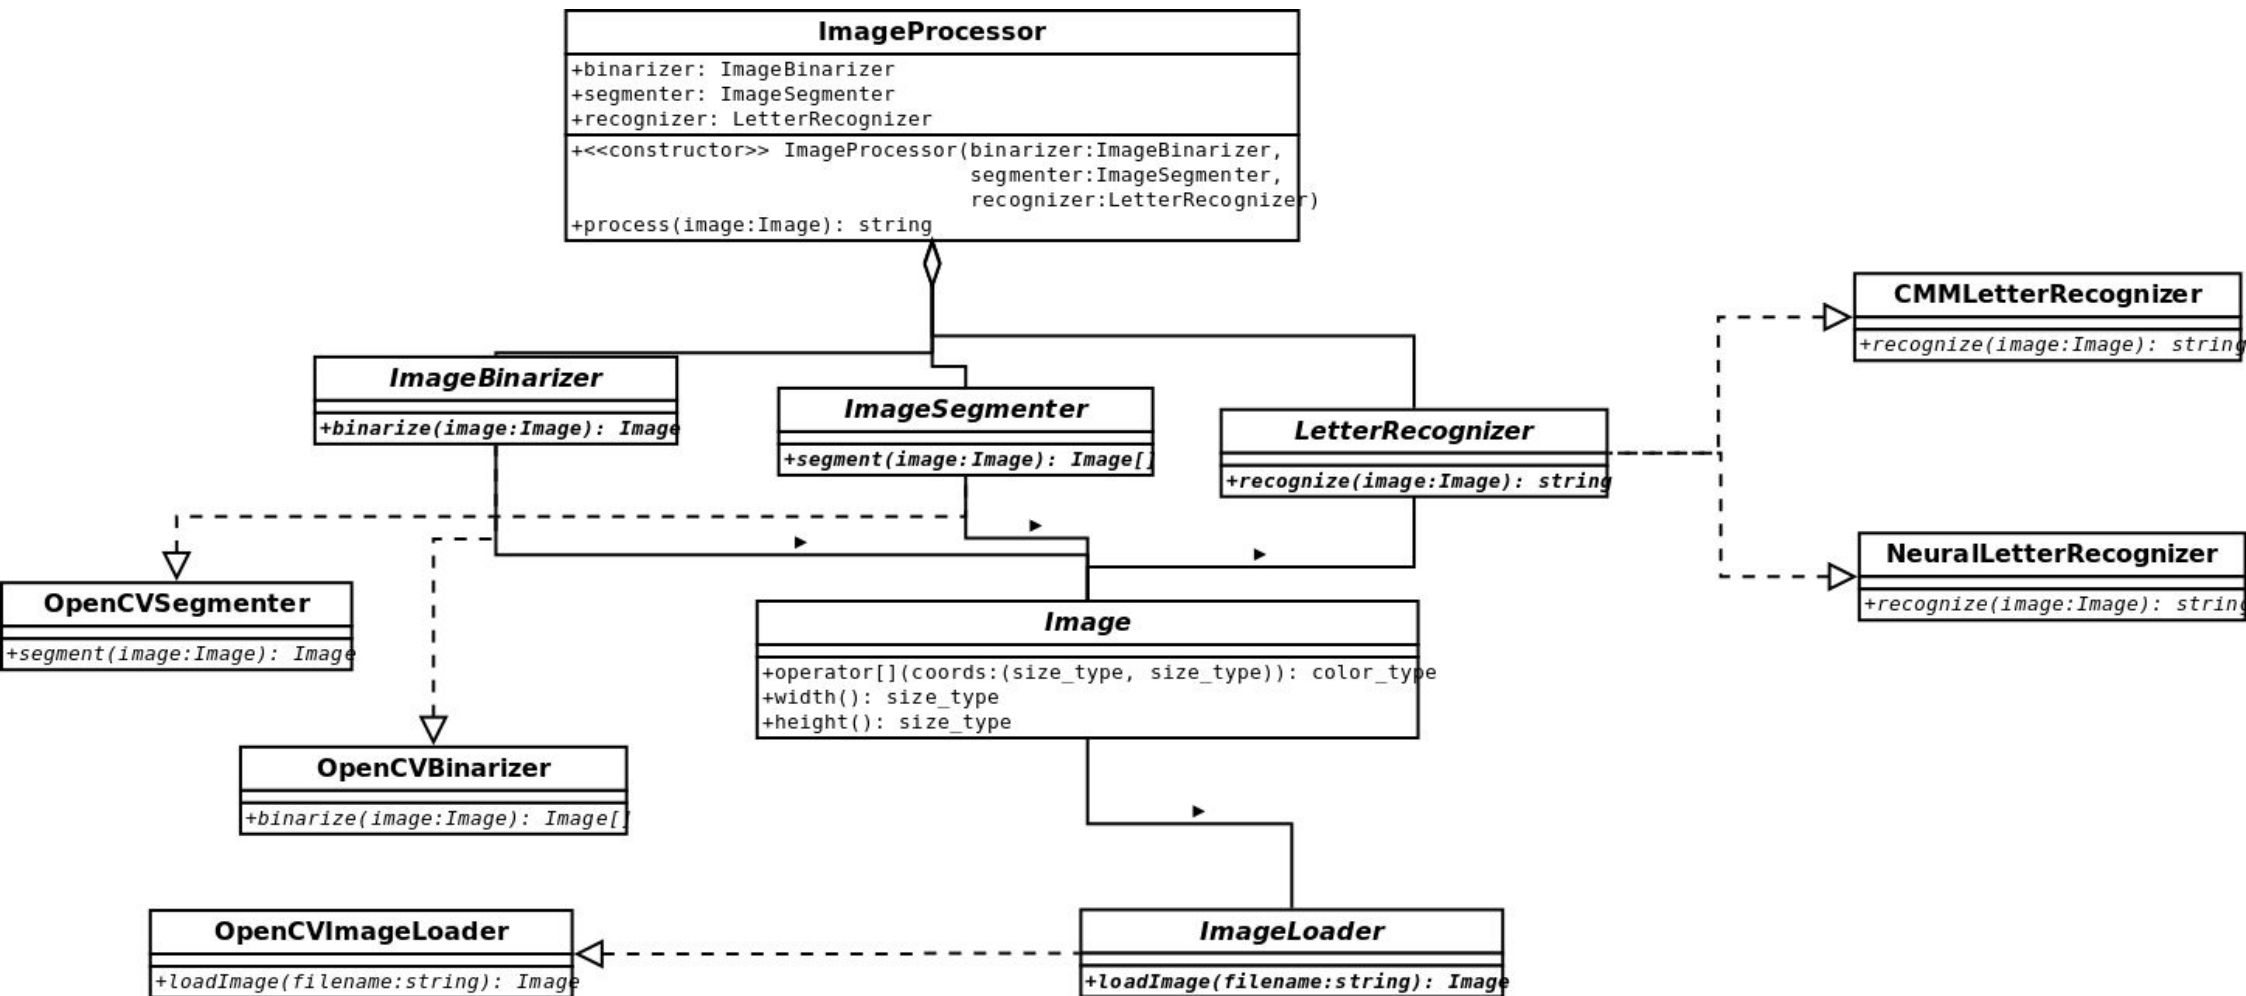 ImageProcessor
+binarizer: ImageBinarizer
+segmenter: ImageSegmenter
+recognizer: LetterRecognizer
+<<constructor>> ImageProcessor(binarizer:ImageBinarizer,
segmenter:ImageSegmenter,
recognizer:LetterRecognizer)
+process(image:Image): string
CMMLetterRecognizer
+recognize(image:Image): string
ImageBinarizer
+binarize(image:Image): Image
ImageSegmenter
+segment(image:Image): Image[]
LetterRecognizer
+recognize(image:Image): string
NeuralLetterRecognizer
+recognize(image:Image): string
OpenCVSegmenter
+segment(image:Image): Image
Image
+operator[](coords:(size_type, size_type)): color_type
+width(): size_type
+height(): size_type
OpenCVBinarizer
+binarize(image:Image): Image[]
OpenCVImageLoader
+loadImage(filename:string): Image
ImageLoader
+loadImage(filename:string): Image